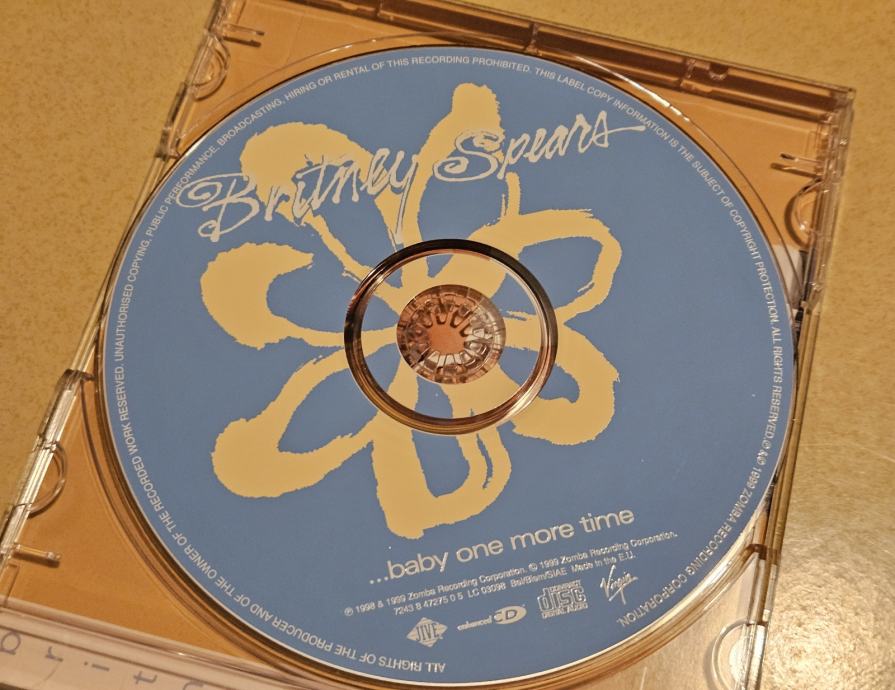 ALL RIGHTS OF THE PRODUCER AND OF THE OWNER OF THE RECORDED WORK RESERVED. UNAUTHORISED COPYING, PUBLIC PERFORMANCE, BROADCASTING, HIRING OR RENTAL OF THIS RECORDING PROHIBITED. THIS LABEL COPY INFORMATION IS THE SUBJECT OF COPYRIGHT PROTECTION. ALL RIGHTS RESERVED. ℗ © 1999 ZOMBA RECORDING CORPORATION.
Britney Spears
...baby one more time
℗ 1998 & 1999 Zomba Recording Corporation. © 1999 Zomba Recording Corporation.
7243 8 47275 0 5 LC 03098 Bel/Biem/SIAE Made in the E.U.
JIVE
enhanced CD
COMPACT
disc
DIGITAL AUDIO
Virgin
b r i t n